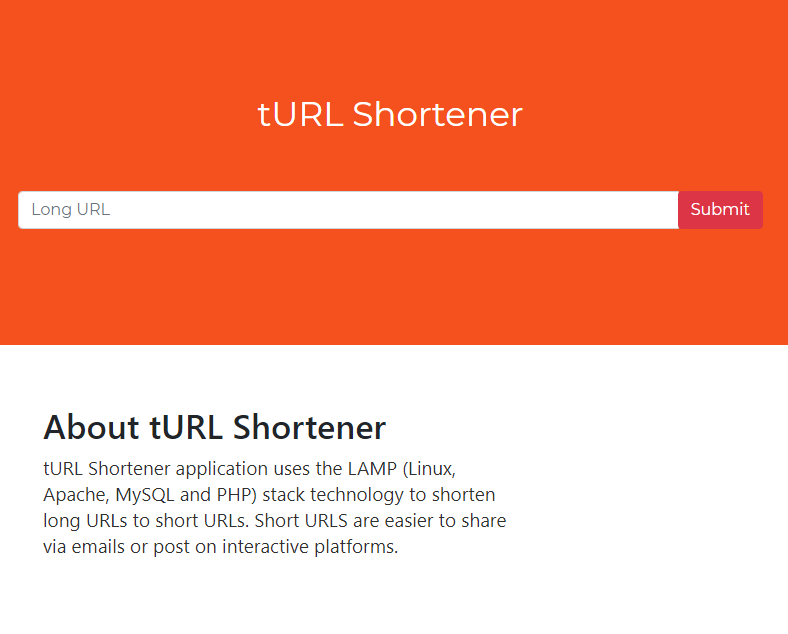 tURL Shortener
Long URL
Submit
About tURL Shortener
tURL Shortener application uses the LAMP (Linux,
Apache, MySQL and PHP) stack technology to shorten
long URLs to short URLs. Short URLS are easier to share
via emails or post on interactive platforms.